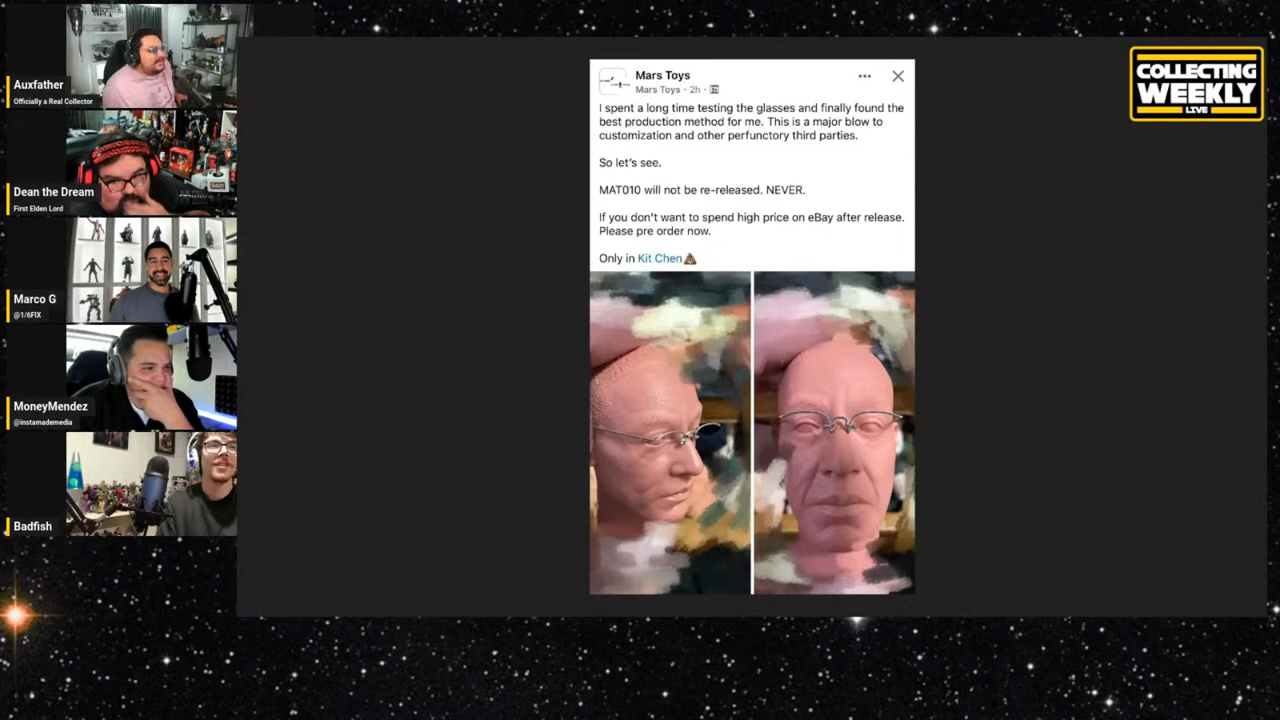 Auxfather
Officially a Real Collector
Dean the Dream
First Elden Lord
Marco G
@1/6FIX
MoneyMendez
@instamademedia
Badfish
Mars Toys
Mars Toys · 2h ·
I spent a long time testing the glasses and finally found the
best production method for me. This is a major blow to
customization and other perfunctory third parties.
So let's see.
MAT010 will not be re-released. NEVER.
If you don't want to spend high price on eBay after release.
Please pre order now.
Only in Kit Chen💩
COLLECTING
WEEKLY
LIVE